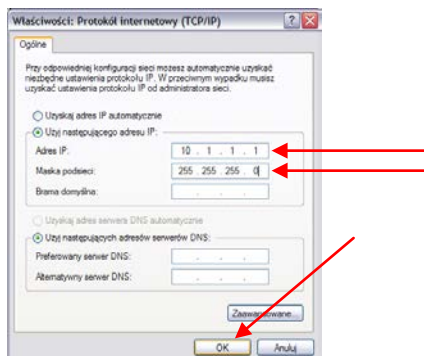 Właściwości: Protokół internetowy (TCP/IP)
Ogólne
Przy odpowiedniej konfiguracji sieci możesz automatycznie uzyskać
niezbędne ustawienia protokołu IP. W przeciwnym wypadku musisz
uzyskać ustawienia protokołu IP od administratora sieci.
Uzyskaj adres IP automatycznie
Użyj następującego adresu IP:
Adres IP: 10 . 1 . 1 . 1
Maska podsieci: 255 . 255 . 255 . 0
Brama domyślna: . . .
Uzyskaj adres serwera DNS automatycznie
Użyj następujących adresów serwerów DNS:
Preferowany serwer DNS: . . .
Alternatywny serwer DNS: . . .
Zaawansowane...
OK Anuluj